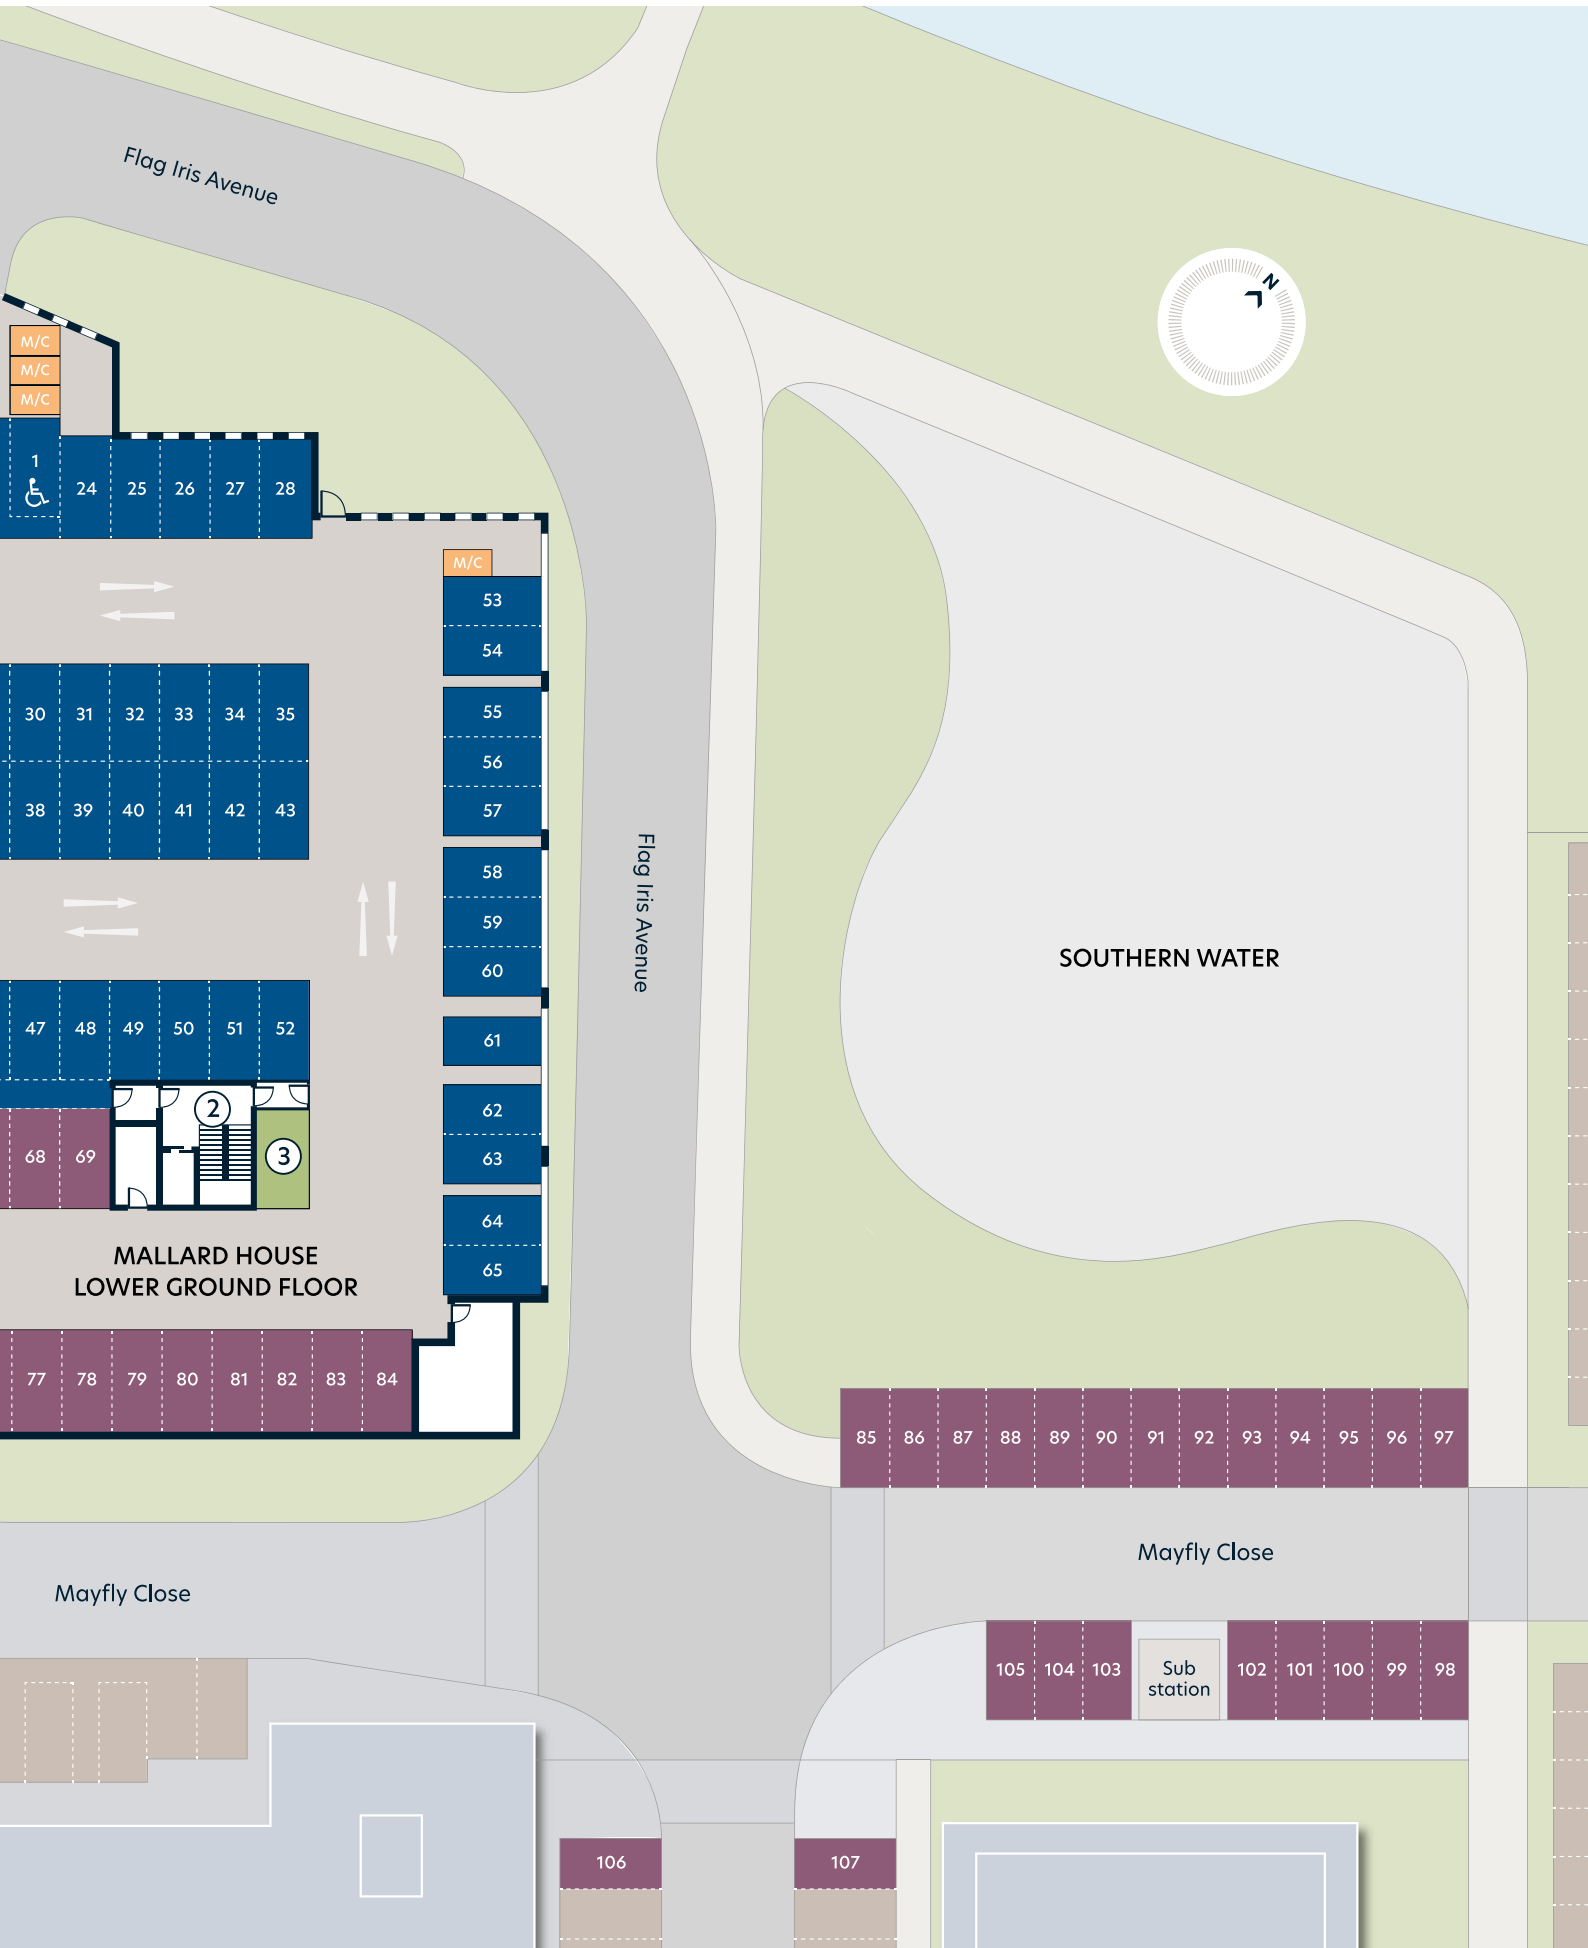 Flag Iris Avenue
N
M/C
M/C
M/C
1
24 25 26 27 28
M/C
53
54
30 31 32 33 34 35
55
56
57
38 39 40 41 42 43
Flag Iris Avenue
58
59
60
SOUTHERN WATER
47 48 49 50 51 52
61
62
63
2
68 69
3
64
65
MALLARD HOUSE
LOWER GROUND FLOOR
77 78 79 80 81 82 83 84
85 86 87 88 89 90 91 92 93 94 95 96 97
Mayfly Close
Mayfly Close
105 104 103
Sub
station
102 101 100 99 98
106
107